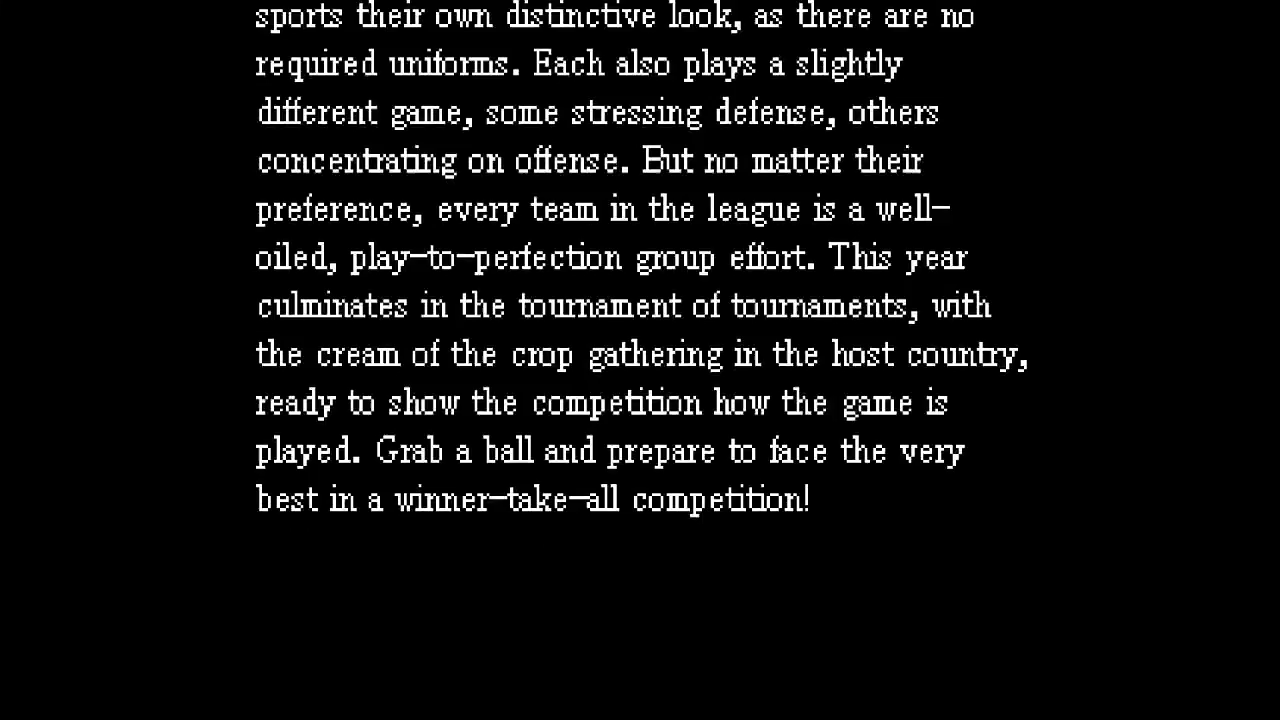 sports their own distinctive look, as there are no
required uniforms. Each also plays a slightly
different game, some stressing defense, others
concentrating on offense. But no matter their
preference, every team in the league is a well-
oiled, play-to-perfection group effort. This year
culminates in the tournament of tournaments, with
the cream of the crop gathering in the host country,
ready to show the competition how the game is
played. Grab a ball and prepare to face the very
best in a winner-take-all competition!